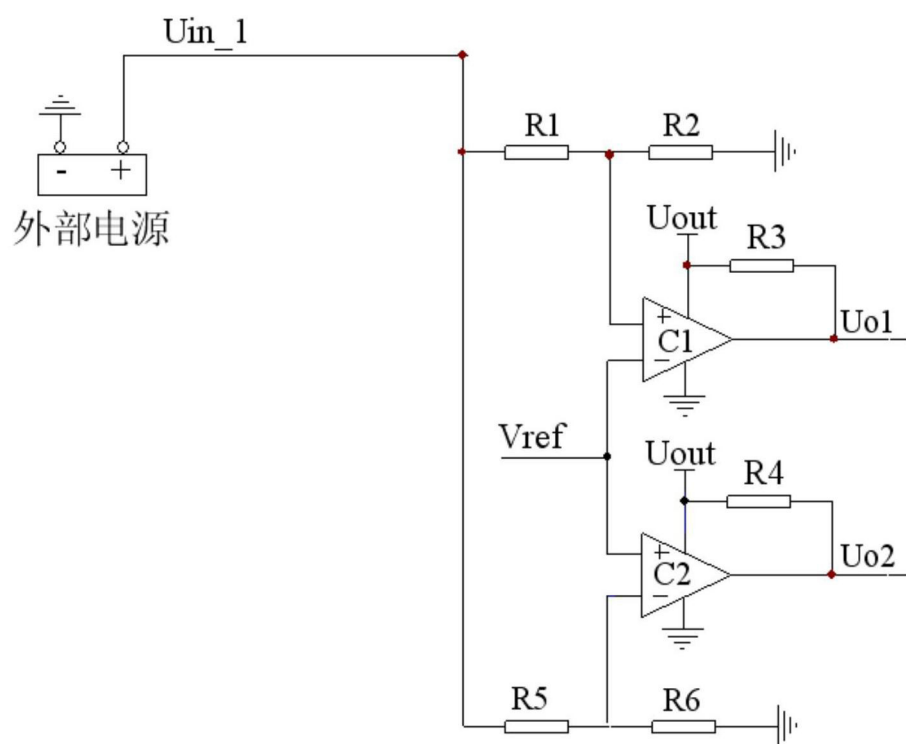 Uin_1
R1
R2
- +
外部电源
Uout
R3
+
C1
−
Uo1
Vref
Uout
R4
+
C2
−
Uo2
R5
R6